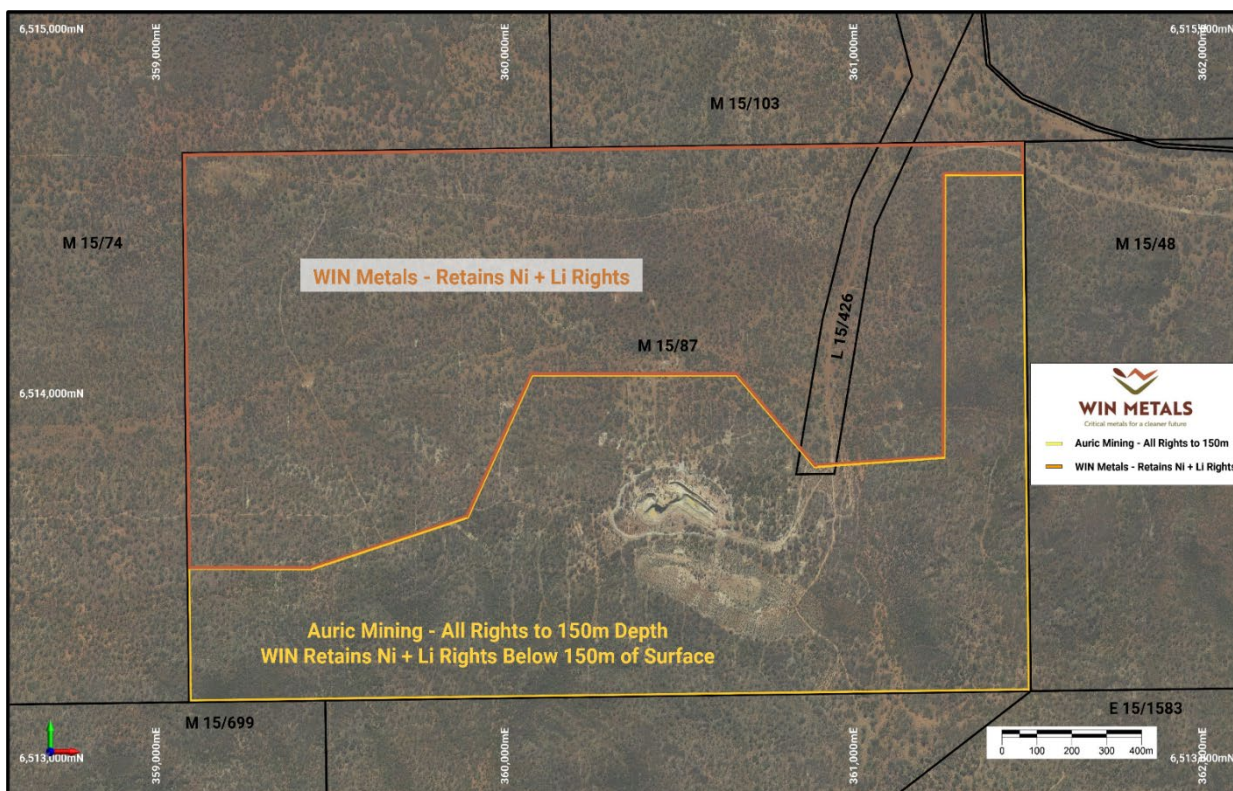 6,515,000mN
6,515,000mN
359,000mE
360,000mE
361,000mE
362,000mE
M 15/103
M 15/74
M 15/48
WIN Metals - Retains Ni + Li Rights
L 15/426
M 15/87
6,514,000mN
WIN METALS
Critical metals for a cleaner future
Auric Mining - All Rights to 150m
WIN Metals - Retains Ni + Li Rights
Auric Mining - All Rights to 150m Depth
WIN Retains Ni + Li Rights Below 150m of Surface
M 15/699
E 15/1583
0 100 200 300 400m
6,513,000mN
359,000mE
360,000mE
361,000mE
362,000mE
6,513,000mN